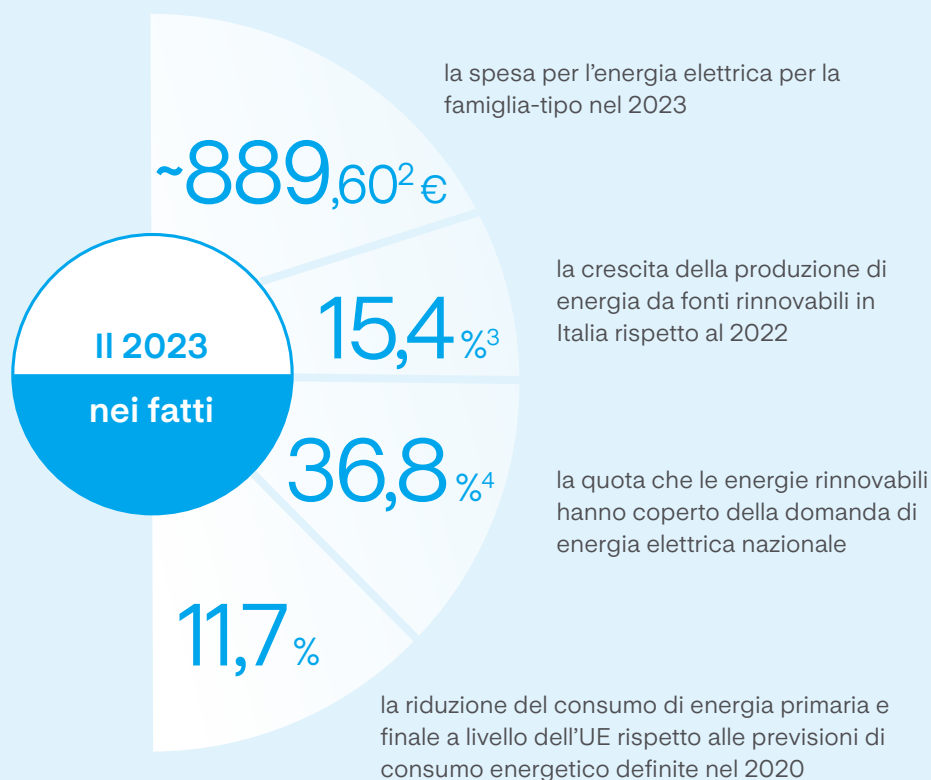 la spesa per l’energia elettrica per la
famiglia-tipo nel 2023
~889,60² €
la crescita della produzione di
energia da fonti rinnovabili in
Italia rispetto al 2022
15,4 %³
Il 2023
nei fatti
36,8 %⁴
la quota che le energie rinnovabili
hanno coperto della domanda di
energia elettrica nazionale
11,7 %
la riduzione del consumo di energia primaria e
finale a livello dell’UE rispetto alle previsioni di
consumo energetico definite nel 2020